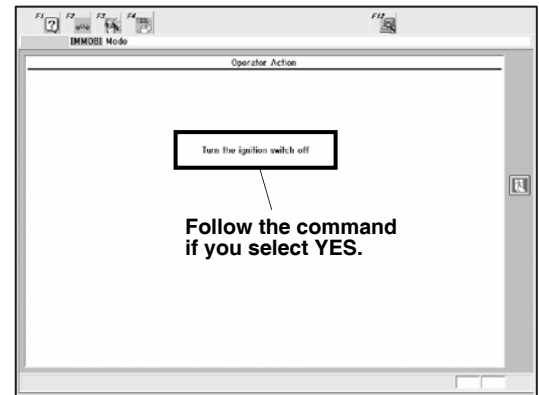 F1 F2 F3 F4 F12
?
IMMOBI Mode
Operator Action
Turn the ignition switch off
Follow the command
if you select YES.